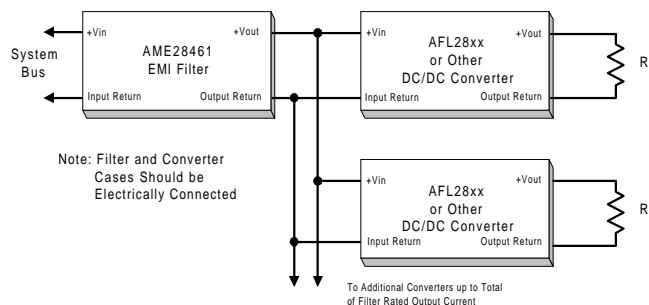 System
Bus
+Vin
+Vout
AME28461
EMI Filter
Input Return
Output Return
+Vin
+Vout
AFL28xx
or Other
DC/DC Converter
Input Return
Output Return
R
Note: Filter and Converter
Cases Should be
Electrically Connected
+Vin
+Vout
AFL28xx
or Other
DC/DC Converter
Input Return
Output Return
R
To Additional Converters up to Total
of Filter Rated Output Current